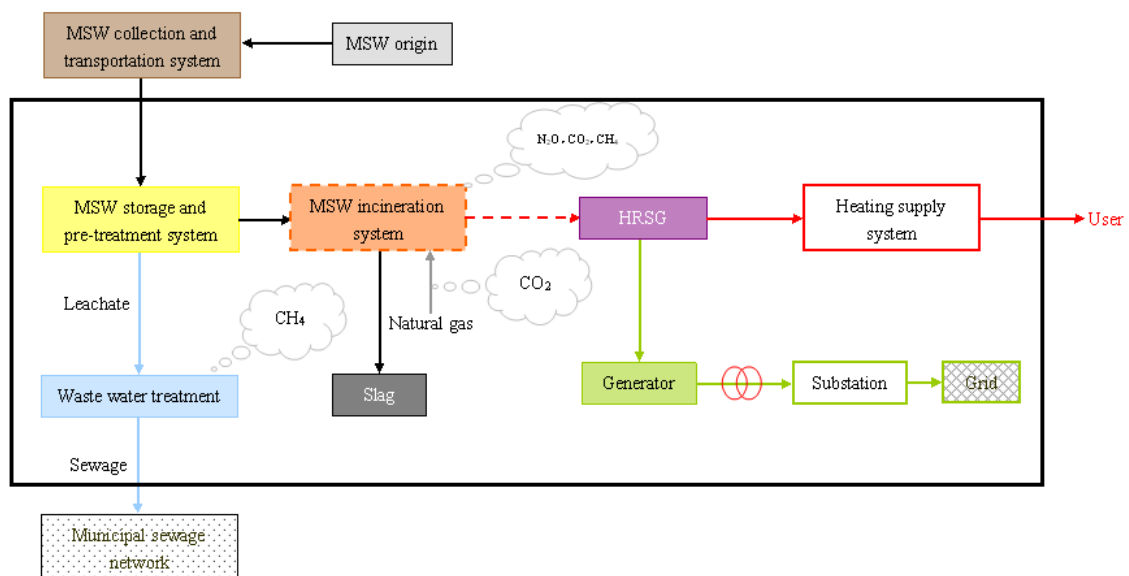 MSW collection and
transportation system
MSW origin
N₂O, CO₂, CH₄
MSW storage and
pre-treatment system
MSW incineration
system
HRSG
Heating supply
system
User
Leachate
CH₄
CO₂
Natural gas
Waste water treatment
Slag
Generator
Substation
Grid
Sewage
Municipal sewage
network